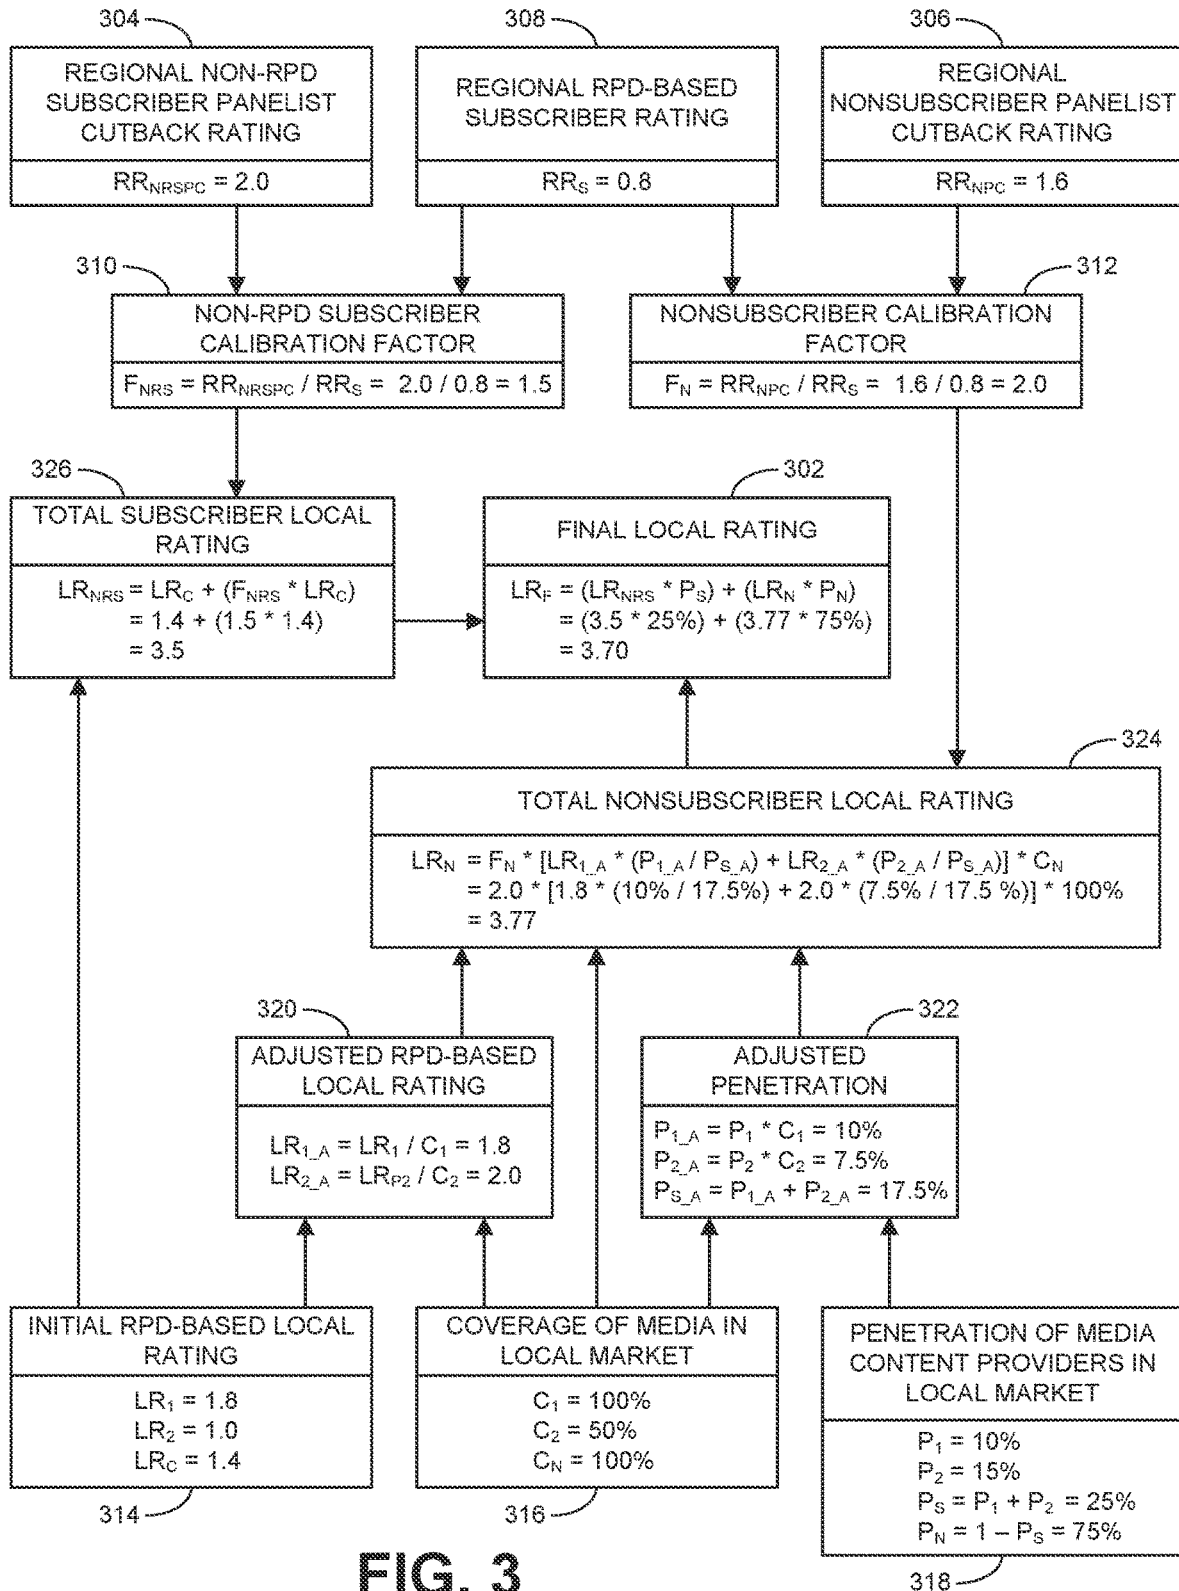 304
308
306
REGIONAL NON-RPD
SUBSCRIBER PANELIST
CUTBACK RATING
RR_NRSPC = 2.0
REGIONAL RPD-BASED
SUBSCRIBER RATING
RR_S = 0.8
REGIONAL
NONSUBSCRIBER PANELIST
CUTBACK RATING
RR_NPC = 1.6
310
312
NON-RPD SUBSCRIBER
CALIBRATION FACTOR
F_NRS = RR_NRSPC / RR_S = 2.0 / 0.8 = 1.5
NONSUBSCRIBER CALIBRATION
FACTOR
F_N = RR_NPC / RR_S = 1.6 / 0.8 = 2.0
326
302
TOTAL SUBSCRIBER LOCAL
RATING
LR_NRS = LR_C + (F_NRS * LR_C)
= 1.4 + (1.5 * 1.4)
= 3.5
FINAL LOCAL RATING
LR_F = (LR_NRS * P_S) + (LR_N * P_N)
= (3.5 * 25%) + (3.77 * 75%)
= 3.70
324
TOTAL NONSUBSCRIBER LOCAL RATING
LR_N = F_N * [LR_1_A * (P_1_A / P_S_A) + LR_2_A * (P_2_A / P_S_A)] * C_N
= 2.0 * [1.8 * (10% / 17.5%) + 2.0 * (7.5% / 17.5 %)] * 100%
= 3.77
320
322
ADJUSTED RPD-BASED
LOCAL RATING
LR_1_A = LR_1 / C_1 = 1.8
LR_2_A = LR_P2 / C_2 = 2.0
ADJUSTED
PENETRATION
P_1_A = P_1 * C_1 = 10%
P_2_A = P_2 * C_2 = 7.5%
P_S_A = P_1_A + P_2_A = 17.5%
INITIAL RPD-BASED LOCAL
RATING
LR_1 = 1.8
LR_2 = 1.0
LR_C = 1.4
314
COVERAGE OF MEDIA IN
LOCAL MARKET
C_1 = 100%
C_2 = 50%
C_N = 100%
316
PENETRATION OF MEDIA
CONTENT PROVIDERS IN
LOCAL MARKET
P_1 = 10%
P_2 = 15%
P_S = P_1 + P_2 = 25%
P_N = 1 – P_S = 75%
318
FIG. 3